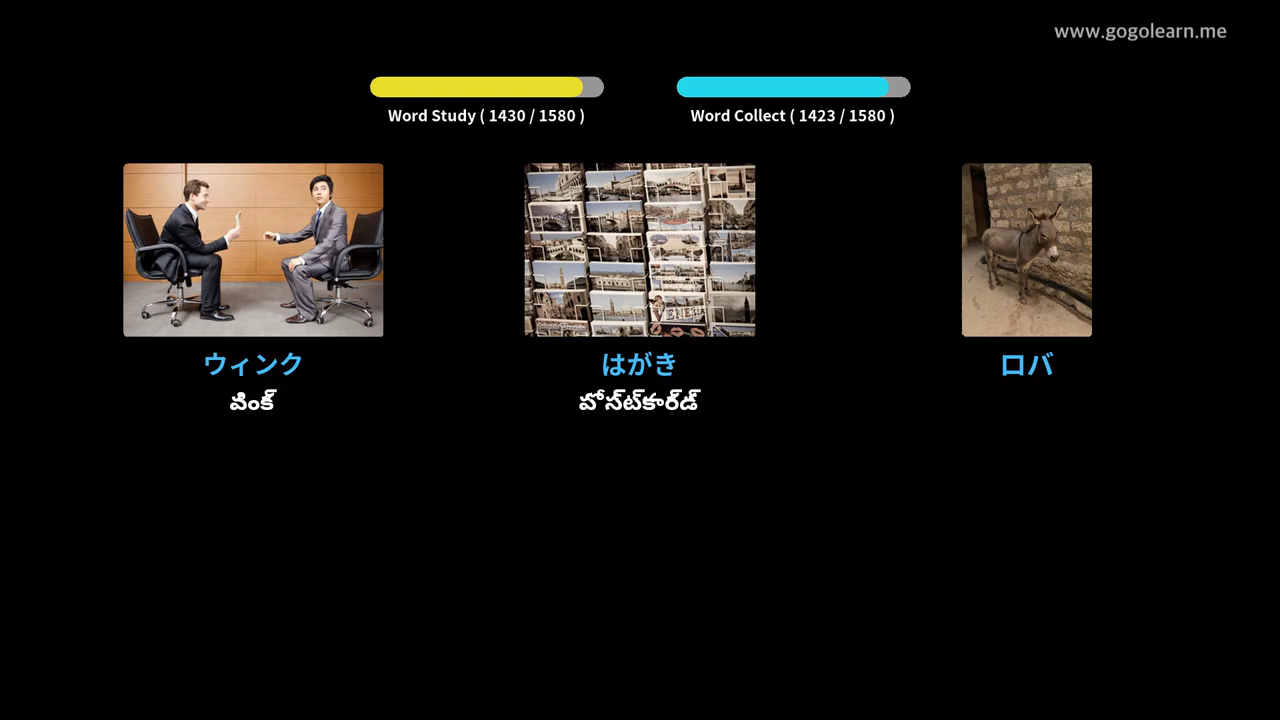 www.gogolearn.me
Word Study ( 1430 / 1580 )
Word Collect ( 1423 / 1580 )
VENEZIA
ウィンク
はがき
ロバ
వింక్
పోస్ట్‌కార్డ్